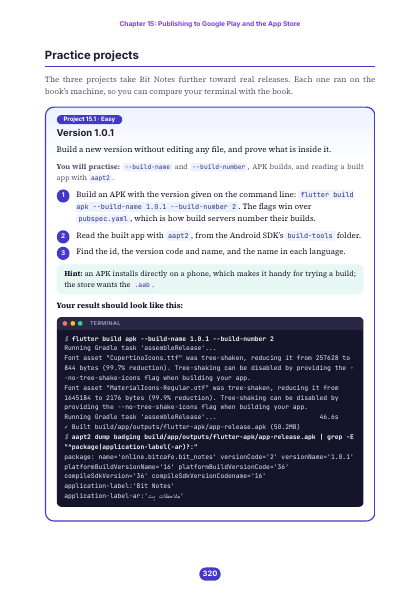 Chapter 15: Publishing to Google Play and the App Store
Practice projects
The three projects take Bit Notes further toward real releases. Each one ran on the
book's machine, so you can compare your terminal with the book.
Project 15.1 · Easy
Version 1.0.1
Build a new version without editing any file, and prove what is inside it.
You will practise: --build-name and --build-number, APK builds, and reading a built
app with aapt2.
1 Build an APK with the version given on the command line: flutter build
apk --build-name 1.0.1 --build-number 2. The flags win over
pubspec.yaml, which is how build servers number their builds.
2 Read the built app with aapt2, from the Android SDK's build-tools folder.
3 Find the id, the version code and name, and the name in each language.
Hint: an APK installs directly on a phone, which makes it handy for trying a build;
the store wants the .aab.
Your result should look like this:
TERMINAL
$ flutter build apk --build-name 1.0.1 --build-number 2
Running Gradle task 'assembleRelease'...
Font asset "CupertinoIcons.ttf" was tree-shaken, reducing it from 257628 to
844 bytes (99.7% reduction). Tree-shaking can be disabled by providing the -
-no-tree-shake-icons flag when building your app.
Font asset "MaterialIcons-Regular.otf" was tree-shaken, reducing it from
1645184 to 2176 bytes (99.9% reduction). Tree-shaking can be disabled by
providing the --no-tree-shake-icons flag when building your app.
Running Gradle task 'assembleRelease'... 46.6s
✓ Built build/app/outputs/flutter-apk/app-release.apk (50.2MB)
$ aapt2 dump badging build/app/outputs/flutter-apk/app-release.apk | grep -E
"^package|application-label(-ar)?:"
package: name='online.bitcafe.bit_notes' versionCode='2' versionName='1.0.1'
platformBuildVersionName='16' platformBuildVersionCode='36'
compileSdkVersion='36' compileSdkVersionCodename='16'
application-label:'Bit Notes'
application-label-ar:'ملاحظات بِت'
320